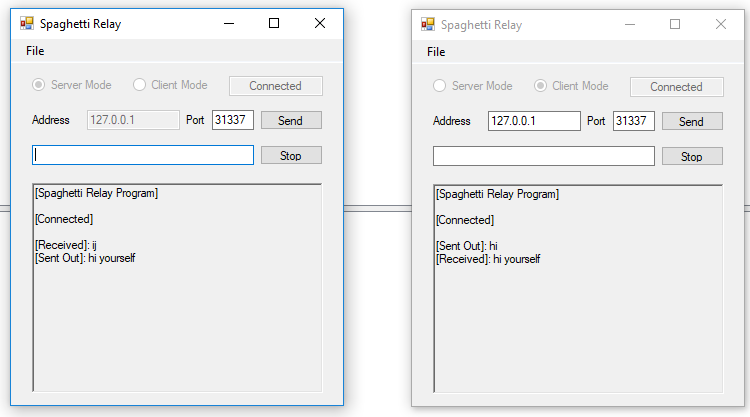 Spaghetti Relay
File
Server Mode Client Mode Connected
Address 127.0.0.1 Port 31337 Send
Stop
[Spaghetti Relay Program]
[Connected]
[Received]: ij
[Sent Out]: hi yourself
Spaghetti Relay
File
Server Mode Client Mode Connected
Address 127.0.0.1 Port 31337 Send
Stop
[Spaghetti Relay Program]
[Connected]
[Sent Out]: hi
[Received]: hi yourself